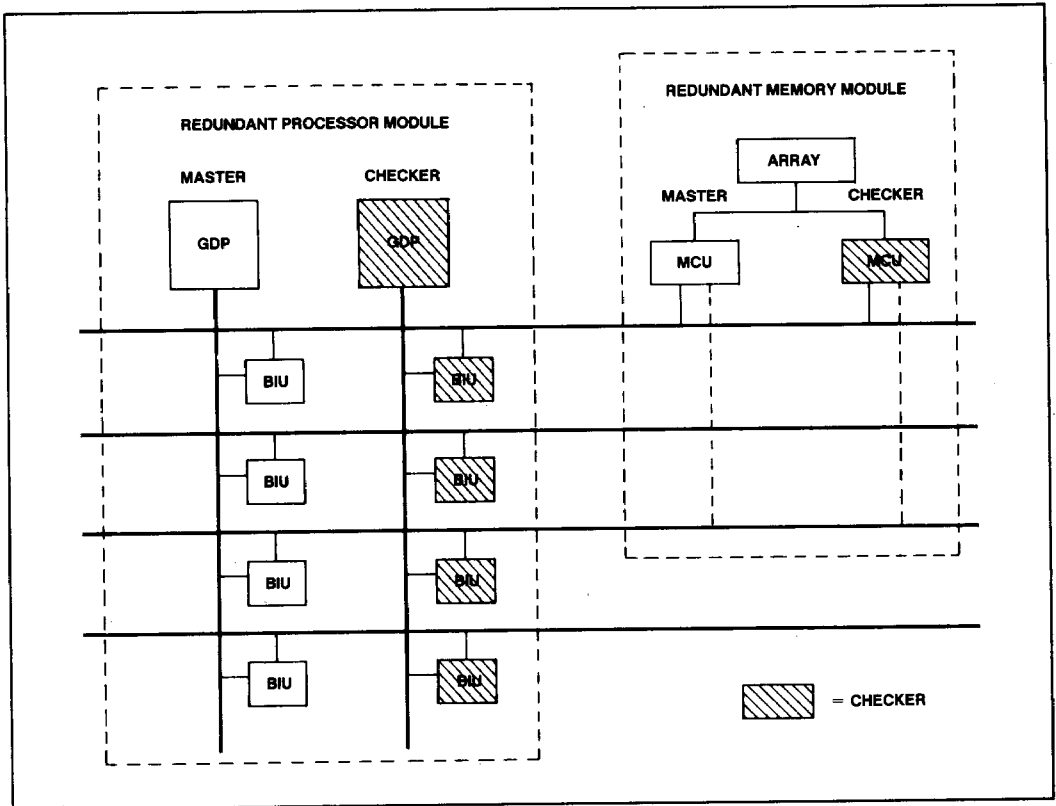 REDUNDANT PROCESSOR MODULE
MASTER
CHECKER
GDP
GDP
BIU
BIU
BIU
BIU
BIU
BIU
BIU
BIU
REDUNDANT MEMORY MODULE
ARRAY
MASTER
CHECKER
MCU
MCU
= CHECKER